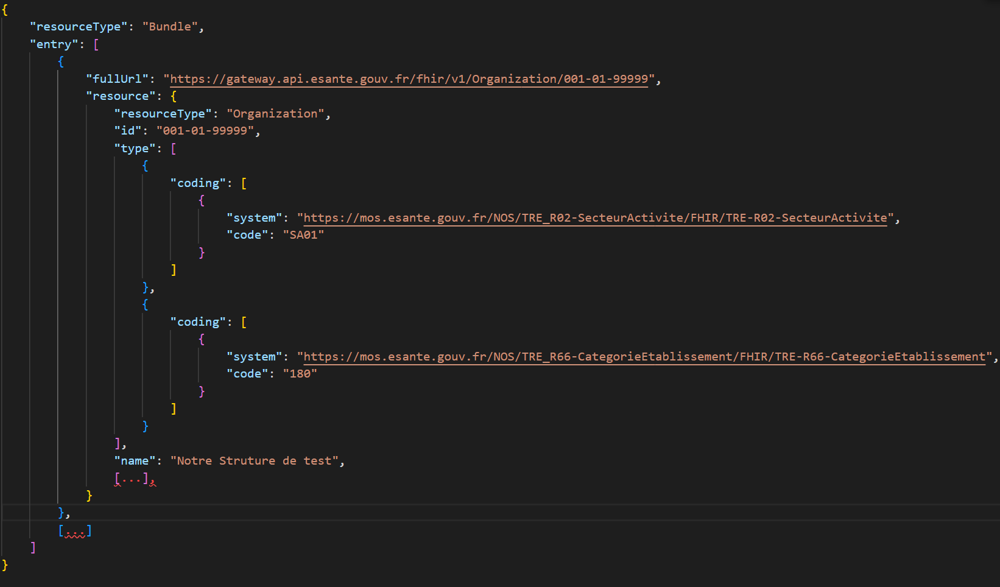 {
"resourceType": "Bundle",
"entry": [
{
"fullUrl": "https://gateway.api.esante.gouv.fr/fhir/v1/Organization/001-01-99999",
"resource": {
"resourceType": "Organization",
"id": "001-01-99999",
"type": [
{
"coding": [
{
"system": "https://mos.esante.gouv.fr/NOS/TRE_R02-SecteurActivite/FHIR/TRE-R02-SecteurActivite",
"code": "SA01"
}
]
},
{
"coding": [
{
"system": "https://mos.esante.gouv.fr/NOS/TRE_R66-CategorieEtablissement/FHIR/TRE-R66-CategorieEtablissement",
"code": "180"
}
]
}
],
"name": "Notre Struture de test",
[...],
}
},
[...]
]
}